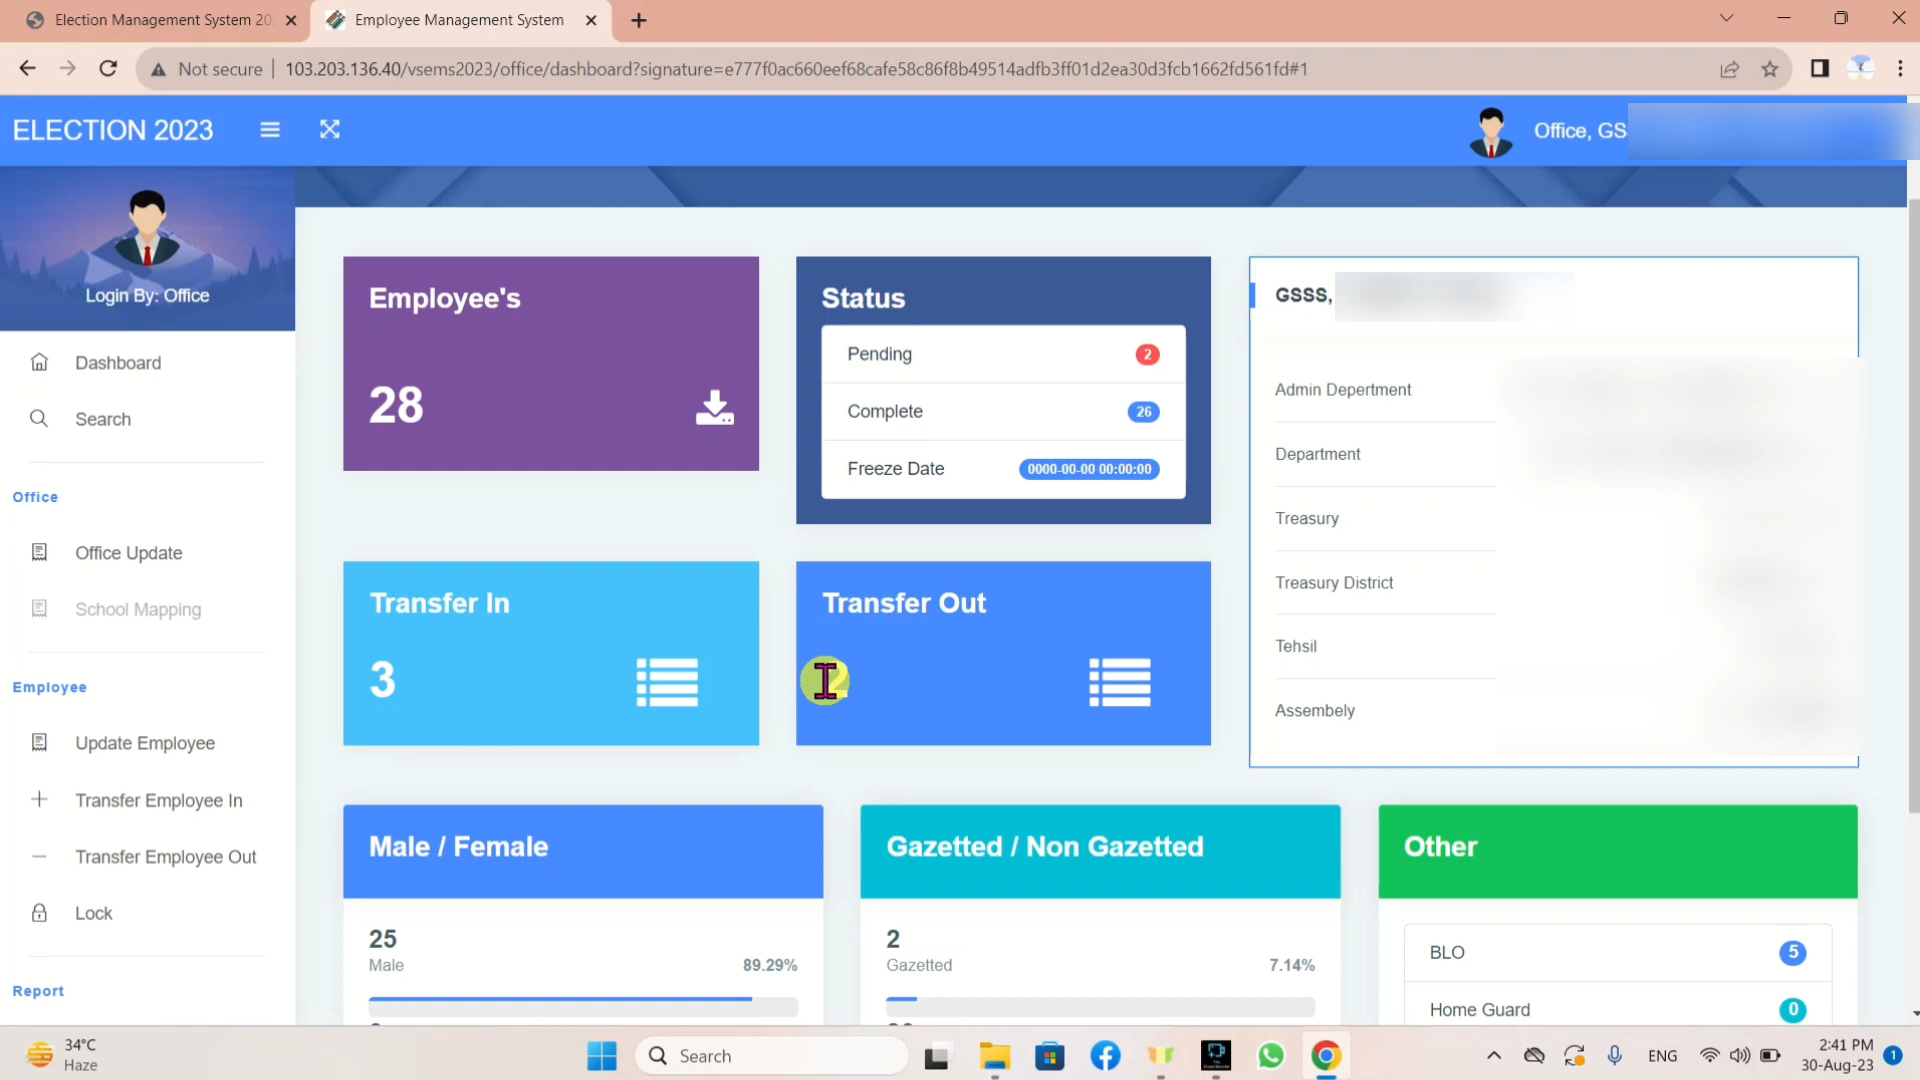 Election Management System 20
Employee Management System
Not secure
103.203.136.40/vsems2023/office/dashboard?signature=e777f0ac660eef68cafe58c86f8b49514adfb3ff01d2ea30d3fcb1662fd561fd#1
ELECTION 2023
Office, GS
Login By: Office
Dashboard
Search
Office
Office Update
School Mapping
Employee
Update Employee
Transfer Employee In
Transfer Employee Out
Lock
Report
Employee's
28
Status
Pending 2
Complete 26
Freeze Date 0000-00-00 00:00:00
GSSS,
Admin Depertment
Department
Treasury
Treasury District
Tehsil
Assembely
Transfer In
3
Transfer Out
2
Male / Female
25
Male 89.29%
Gazetted / Non Gazetted
2
Gazetted 7.14%
Other
BLO 5
Home Guard 0
34°C
Haze
Search
ENG
2:41 PM
30-Aug-23
1